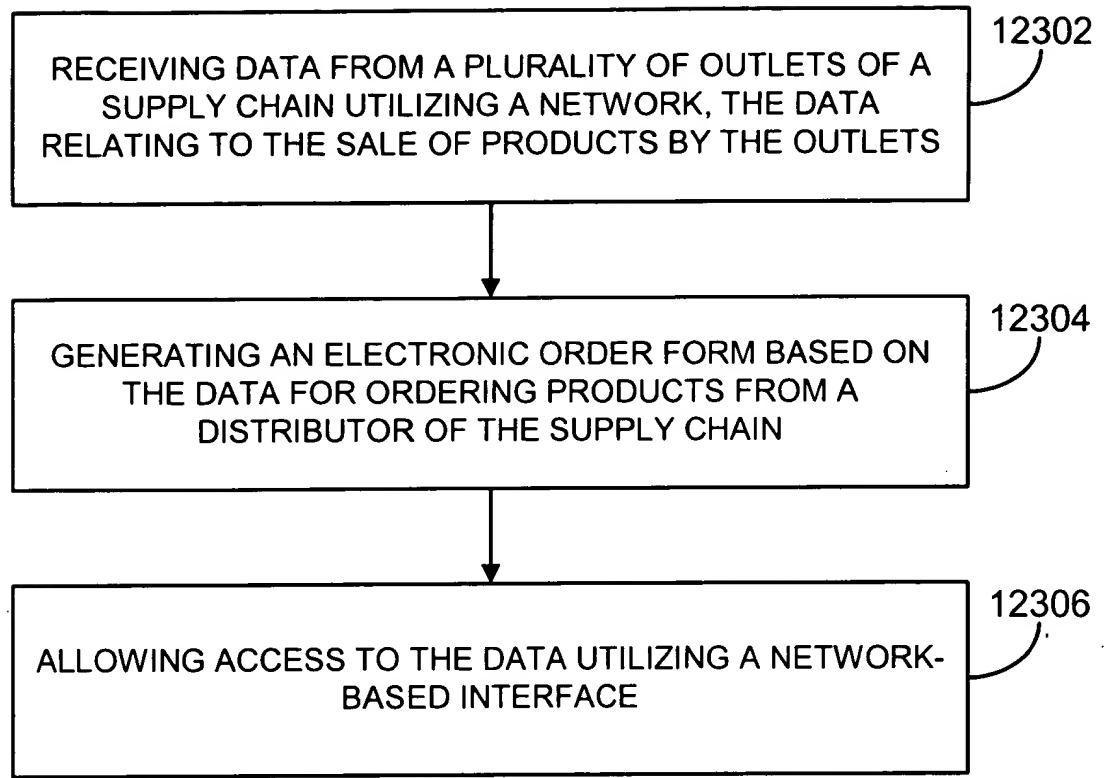 12302
RECEIVING DATA FROM A PLURALITY OF OUTLETS OF A
SUPPLY CHAIN UTILIZING A NETWORK, THE DATA
RELATING TO THE SALE OF PRODUCTS BY THE OUTLETS
12304
GENERATING AN ELECTRONIC ORDER FORM BASED ON
THE DATA FOR ORDERING PRODUCTS FROM A
DISTRIBUTOR OF THE SUPPLY CHAIN
12306
ALLOWING ACCESS TO THE DATA UTILIZING A NETWORK-
BASED INTERFACE